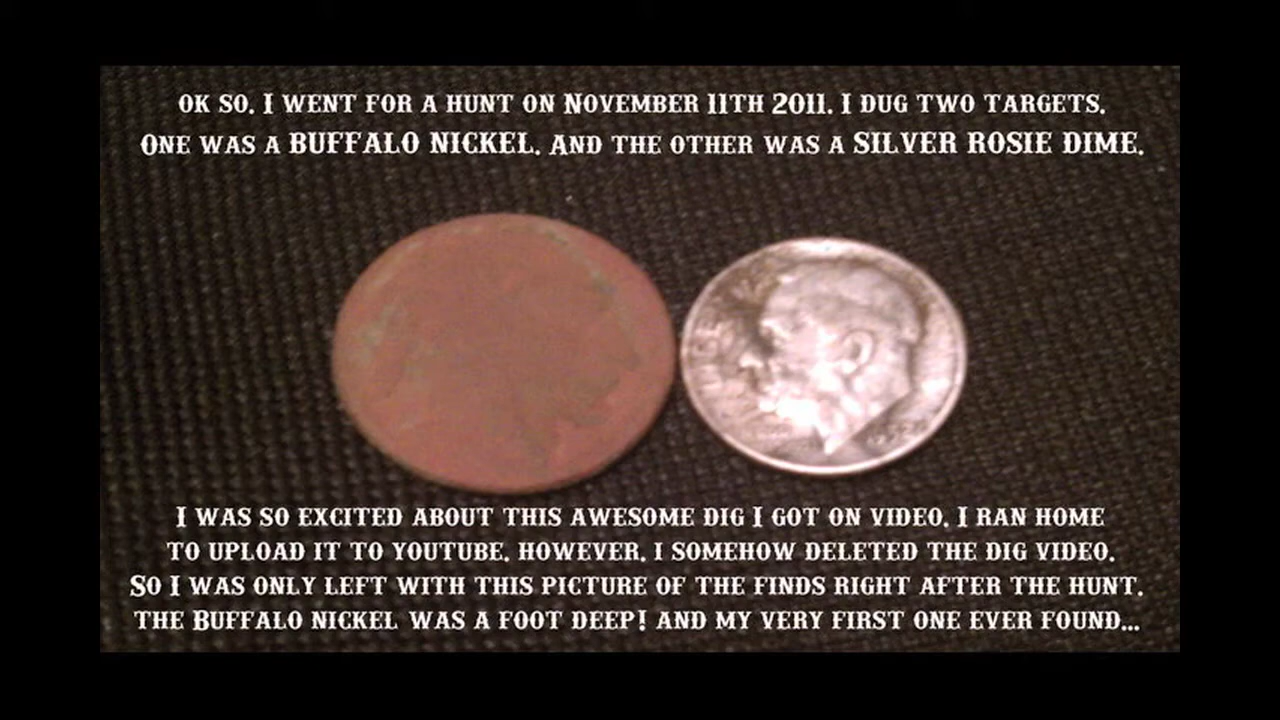 OK SO. I WENT FOR A HUNT ON NOVEMBER 11TH 2011. I DUG TWO TARGETS.
ONE WAS A BUFFALO NICKEL. AND THE OTHER WAS A SILVER ROSIE DIME.
I WAS SO EXCITED ABOUT THIS AWESOME DIG I GOT ON VIDEO. I RAN HOME
TO UPLOAD IT TO YOUTUBE. HOWEVER. I SOMEHOW DELETED THE DIG VIDEO.
SO I WAS ONLY LEFT WITH THIS PICTURE OF THE FINDS RIGHT AFTER THE HUNT.
THE BUFFALO NICKEL WAS A FOOT DEEP! AND MY VERY FIRST ONE EVER FOUND...